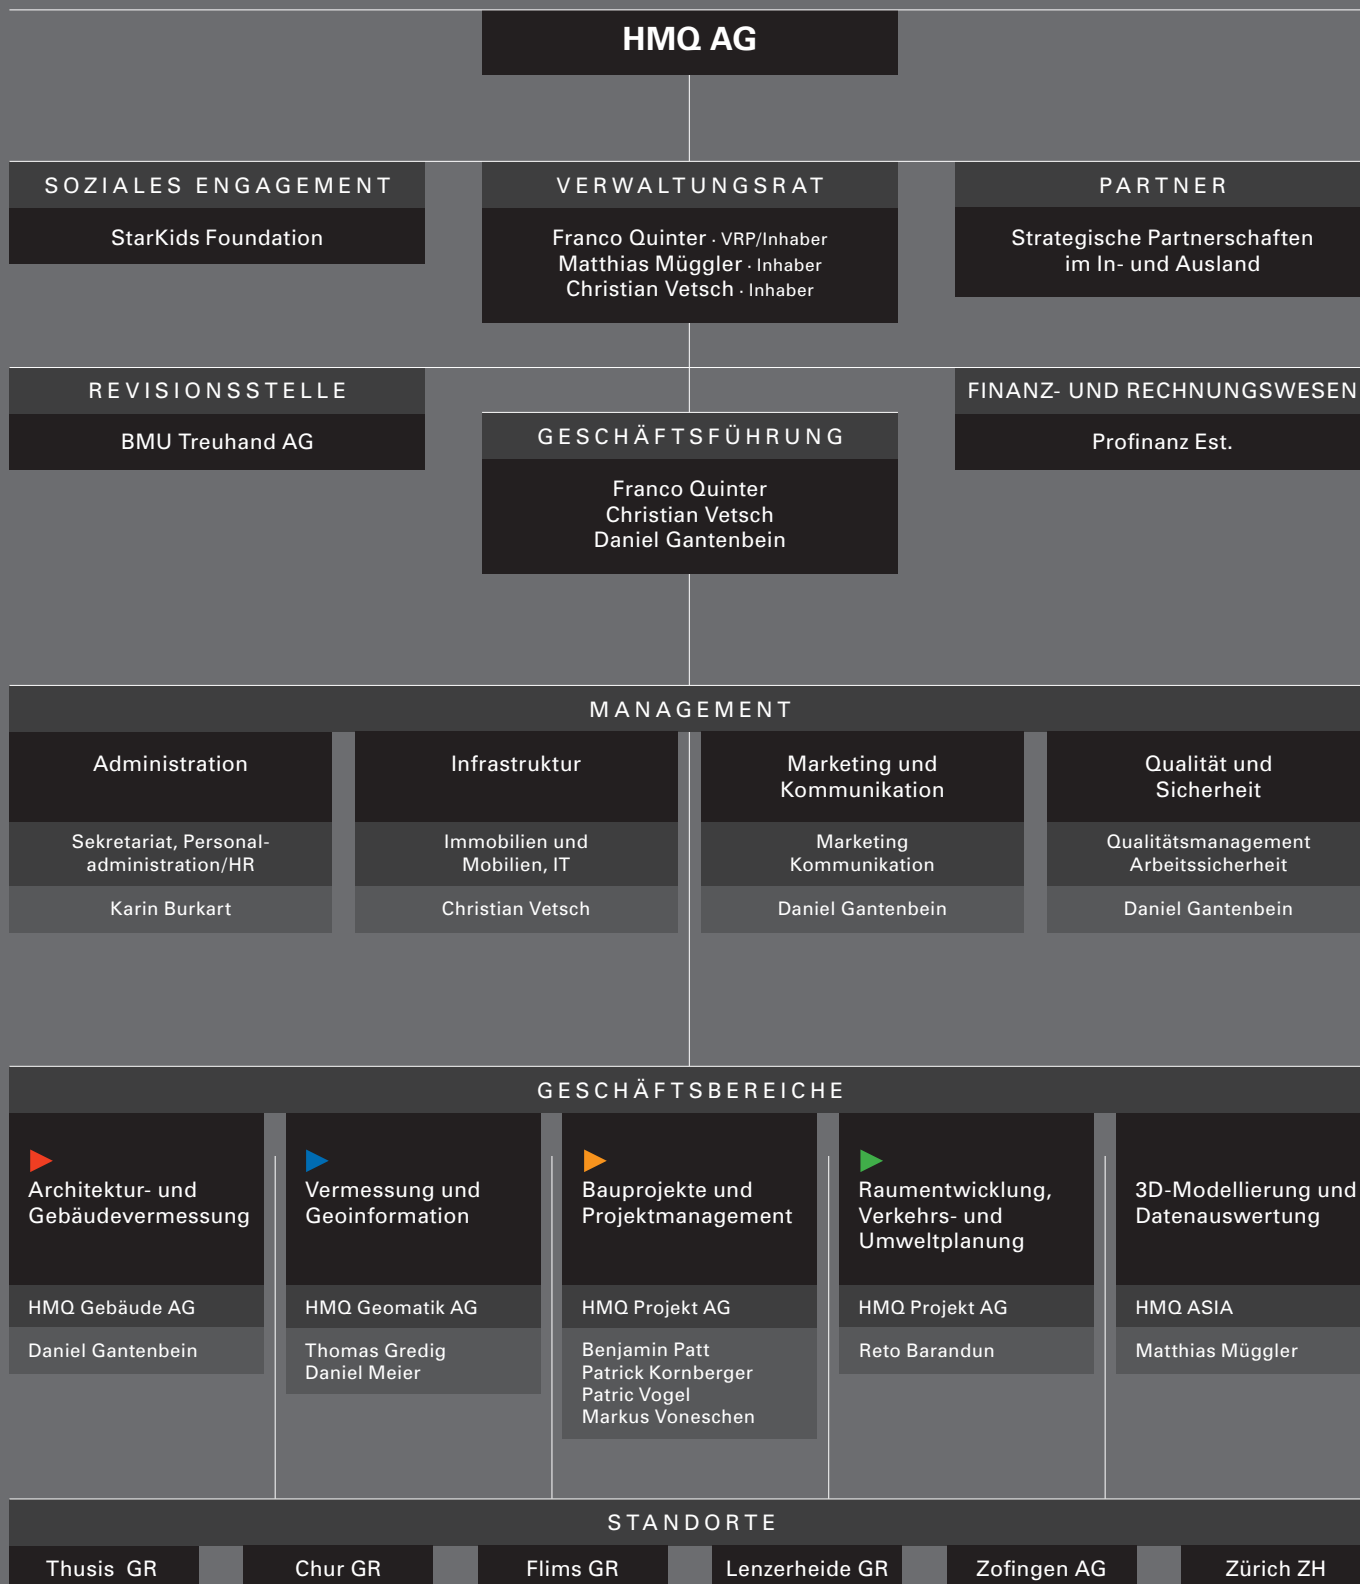 HMQ AG
SOZIALES ENGAGEMENT
StarKids Foundation
VERWALTUNGSRAT
Franco Quinter · VRP/Inhaber
Matthias Müggler · Inhaber
Christian Vetsch · Inhaber
PARTNER
Strategische Partnerschaften
im In- und Ausland
REVISIONSSTELLE
BMU Treuhand AG
GESCHÄFTSFÜHRUNG
Franco Quinter
Christian Vetsch
Daniel Gantenbein
FINANZ- UND RECHNUNGSWESEN
Profinanz Est.
MANAGEMENT
Administration
Sekretariat, Personal-
administration/HR
Karin Burkart
Infrastruktur
Immobilien und
Mobilien, IT
Christian Vetsch
Marketing und
Kommunikation
Marketing
Kommunikation
Daniel Gantenbein
Qualität und
Sicherheit
Qualitätsmanagement
Arbeitssicherheit
Daniel Gantenbein
GESCHÄFTSBEREICHE
Architektur- und
Gebäudevermessung
HMQ Gebäude AG
Daniel Gantenbein
Vermessung und
Geoinformation
HMQ Geomatik AG
Thomas Gredig
Daniel Meier
Bauprojekte und
Projektmanagement
HMQ Projekt AG
Benjamin Patt
Patrick Kornberger
Patric Vogel
Markus Voneschen
Raumentwicklung,
Verkehrs- und
Umweltplanung
HMQ Projekt AG
Reto Barandun
3D-Modellierung und
Datenauswertung
HMQ ASIA
Matthias Müggler
STANDORTE
Thusis GR
Chur GR
Flims GR
Lenzerheide GR
Zofingen AG
Zürich ZH